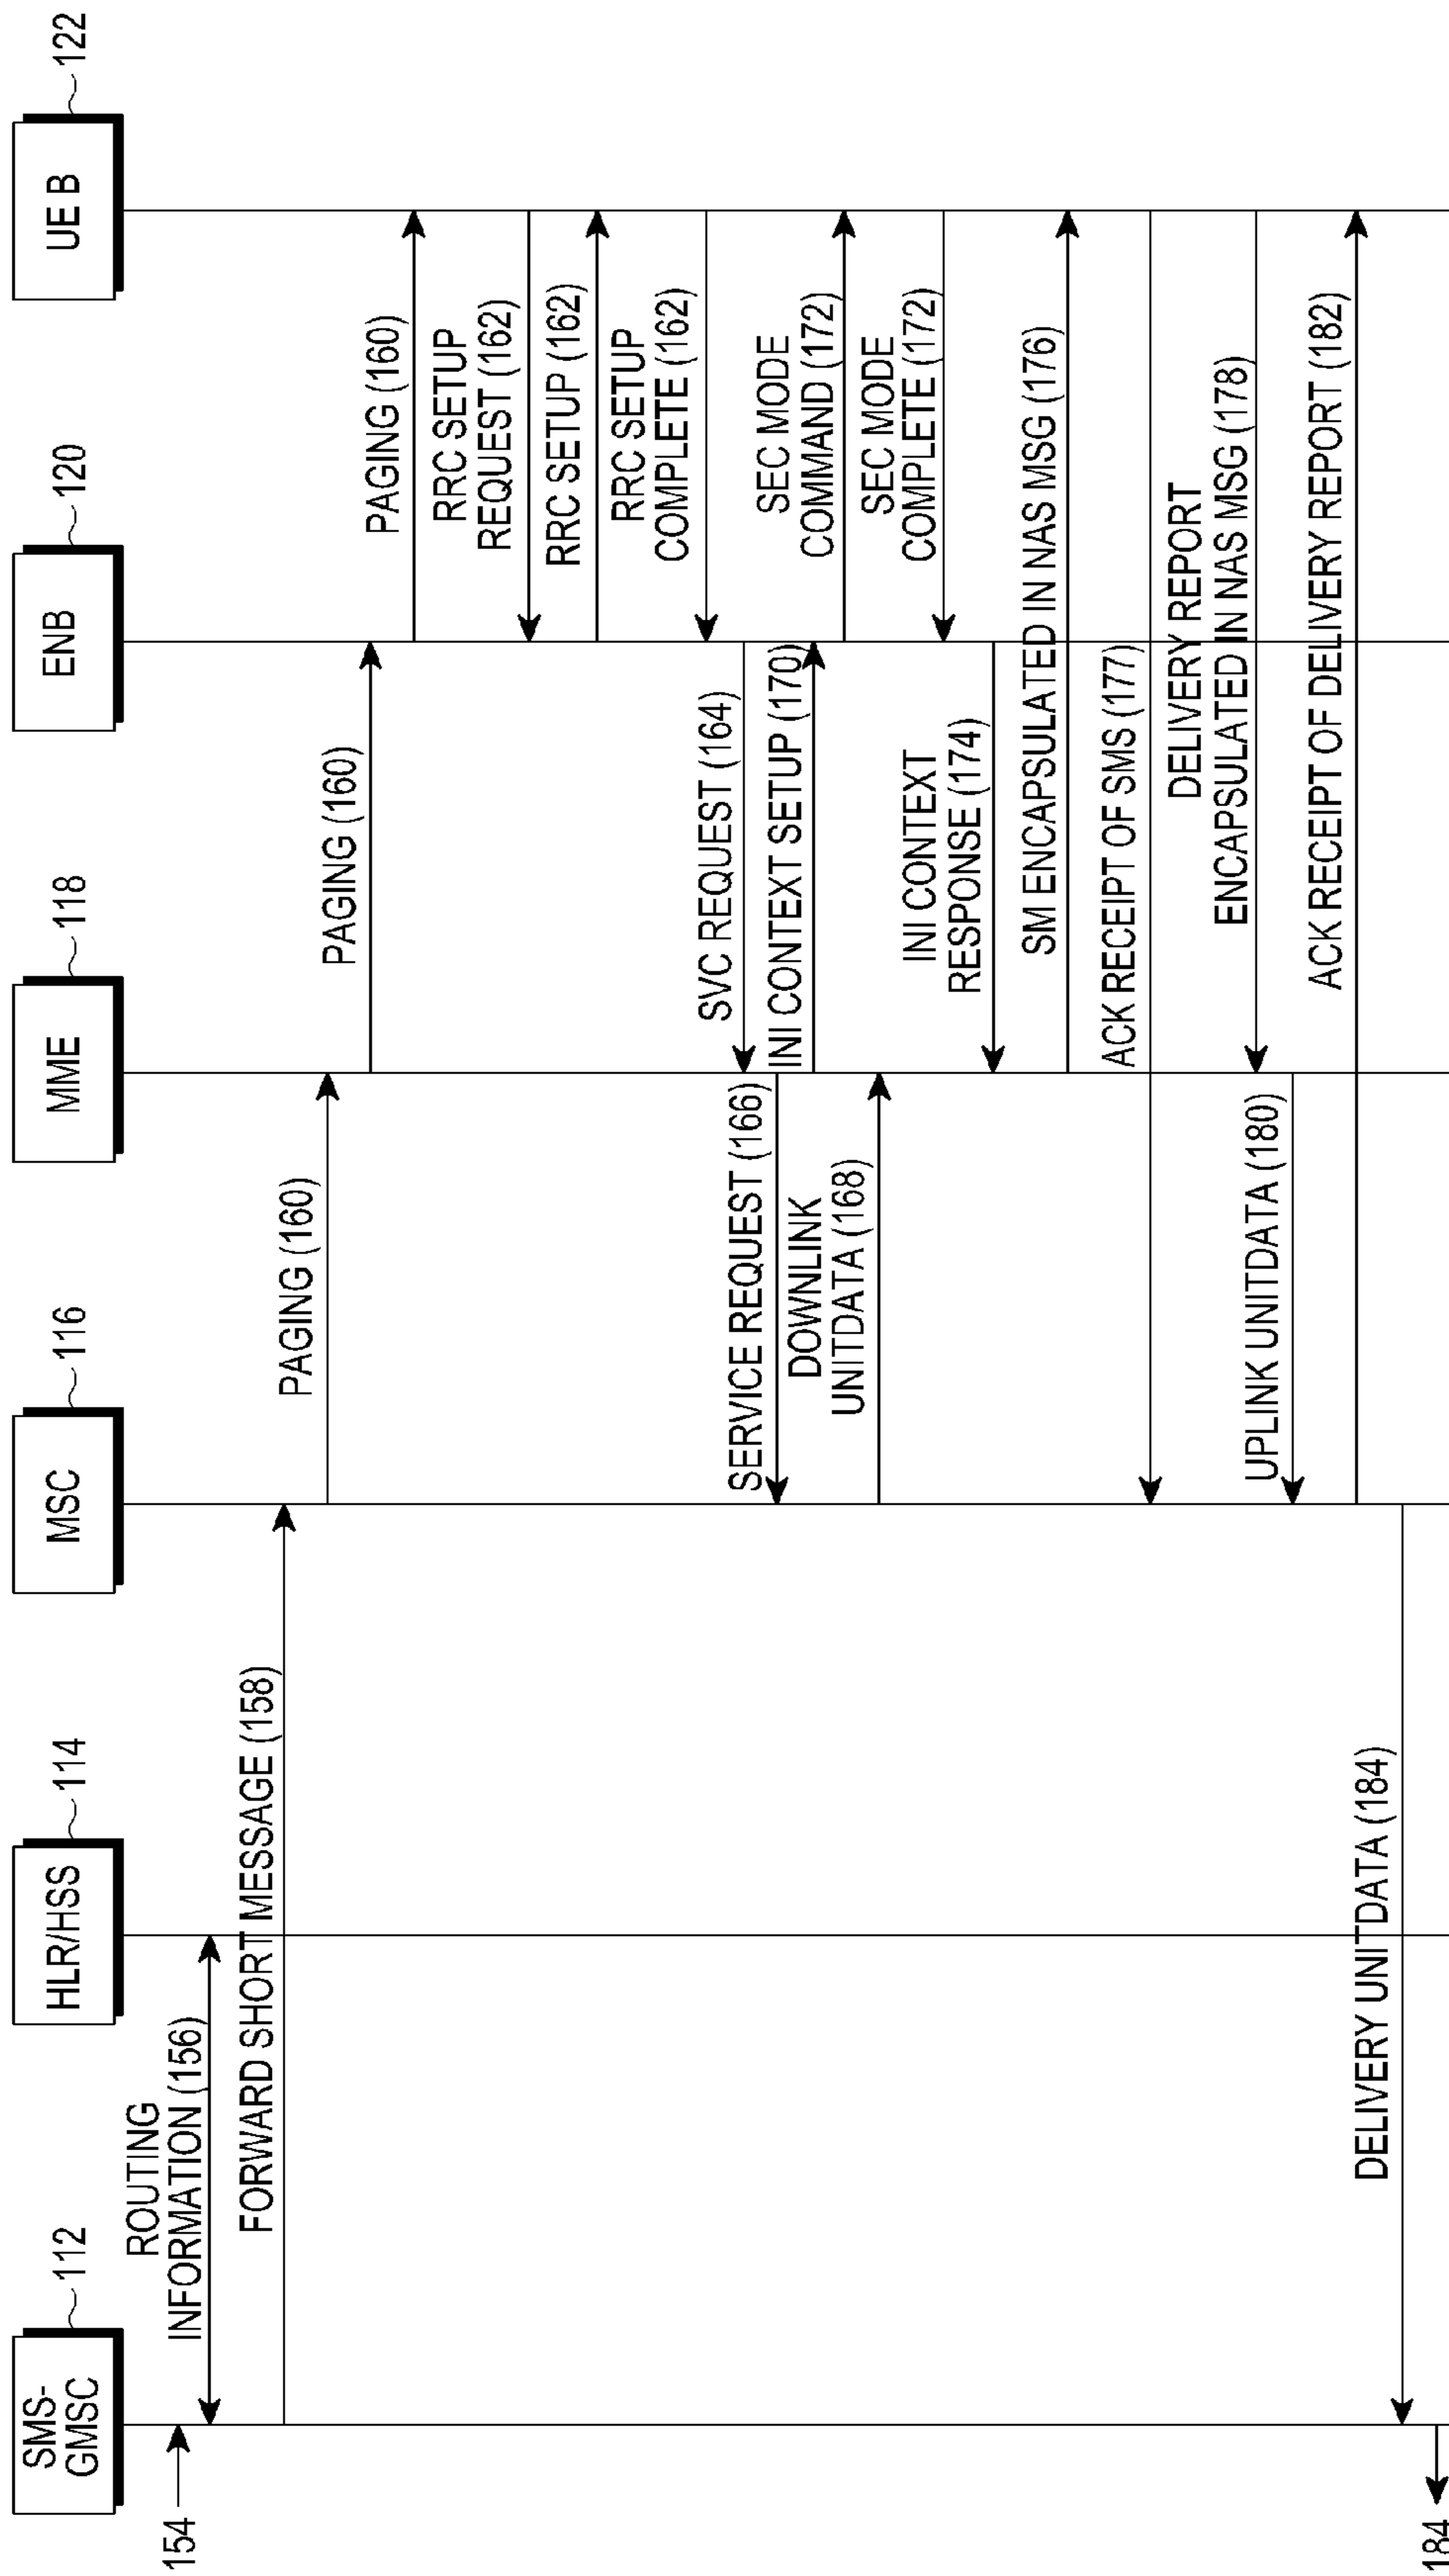 SMS-
GMSC
112
HLR/HSS
114
MSC
116
MME
118
ENB
120
UE B
122
154
ROUTING
INFORMATION (156)
FORWARD SHORT MESSAGE (158)
PAGING (160)
PAGING (160)
PAGING (160)
RRC SETUP
REQUEST (162)
RRC SETUP (162)
RRC SETUP
COMPLETE (162)
SVC REQUEST (164)
SERVICE REQUEST (166)
INI CONTEXT SETUP (170)
SEC MODE
COMMAND (172)
DOWNLINK
UNITDATA (168)
SEC MODE
COMPLETE (172)
INI CONTEXT
RESPONSE (174)
SM ENCAPSULATED IN NAS MSG (176)
ACK RECEIPT OF SMS (177)
DELIVERY REPORT
ENCAPSULATED IN NAS MSG (178)
UPLINK UNITDATA (180)
ACK RECEIPT OF DELIVERY REPORT (182)
DELIVERY UNITDATA (184)
184